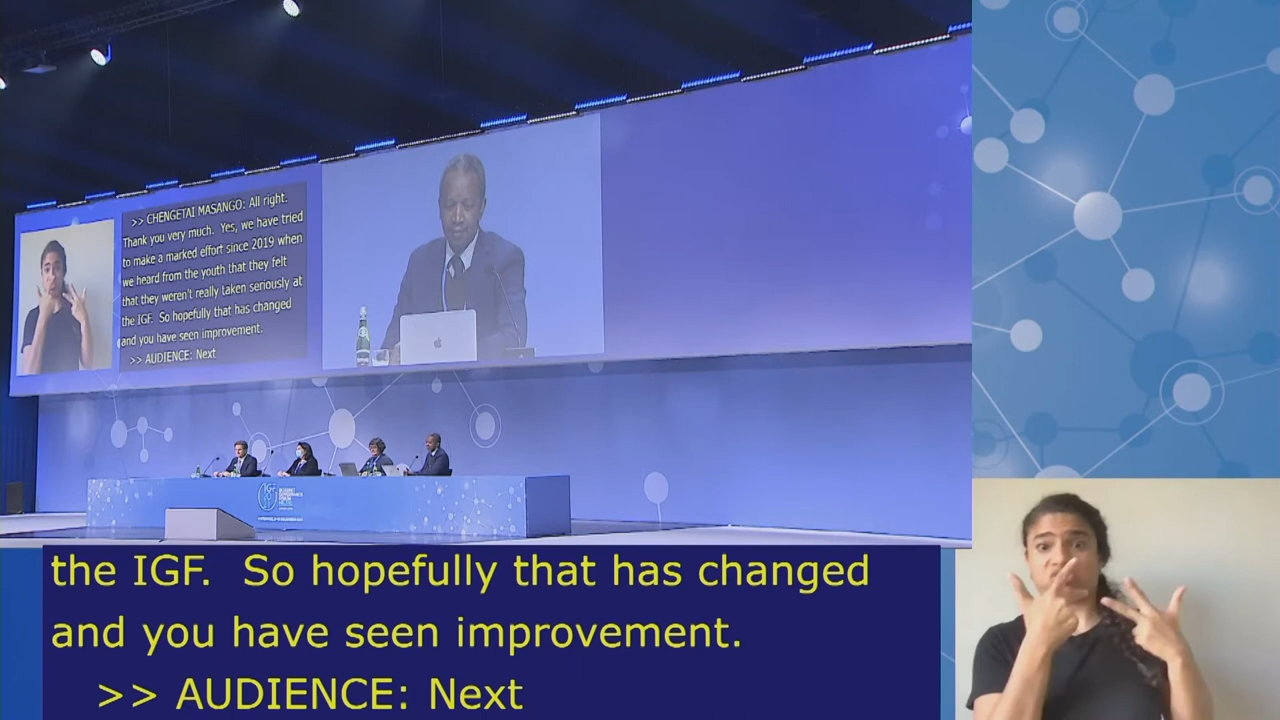 >> CHENGETAI MASANGO: All right.
Thank you very much. Yes, we have tried
to make a marked effort since 2019 when
we heard from the youth that they felt
that they weren't really taken seriously at
the IGF. So hopefully that has changed
and you have seen improvement.
>> AUDIENCE: Next
the IGF. So hopefully that has changed
and you have seen improvement.
>> AUDIENCE: Next